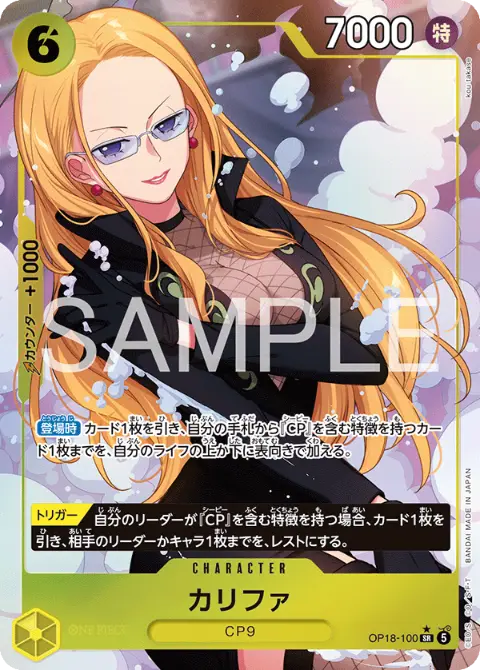 6
7000
特
kou_takase
カウンター +1000
SAMPLE
登場時 カード1枚を引き、自分の手札から『CP』を含む特徴を持つカー
ド1枚までを、自分のライフの上か下に表向きで加える。
トリガー 自分のリーダーが『CP』を含む特徴を持つ場合、カード1枚を
引き、相手のリーダーかキャラ1枚までを、レストにする。
CHARACTER
カリファ
CP9
ONE PIECE
OP18-100 SR 5
BANDAI MADE IN JAPAN